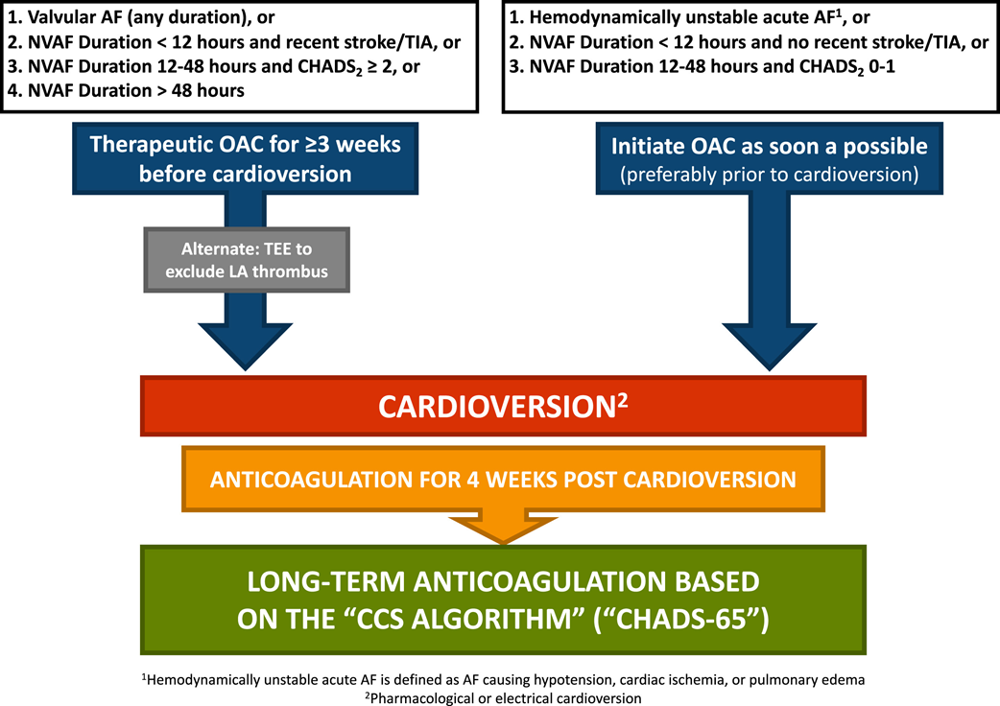 1. Valvular AF (any duration), or
2. NVAF Duration < 12 hours and recent stroke/TIA, or
3. NVAF Duration 12-48 hours and CHADS₂ ≥ 2, or
4. NVAF Duration > 48 hours
1. Hemodynamically unstable acute AF¹, or
2. NVAF Duration < 12 hours and no recent stroke/TIA, or
3. NVAF Duration 12-48 hours and CHADS₂ 0-1
Therapeutic OAC for ≥3 weeks
before cardioversion
Initiate OAC as soon a possible
(preferably prior to cardioversion)
Alternate: TEE to
exclude LA thrombus
CARDIOVERSION²
ANTICOAGULATION FOR 4 WEEKS POST CARDIOVERSION
LONG-TERM ANTICOAGULATION BASED
ON THE “CCS ALGORITHM” (“CHADS-65”)
¹Hemodynamically unstable acute AF is defined as AF causing hypotension, cardiac ischemia, or pulmonary edema
²Pharmacological or electrical cardioversion